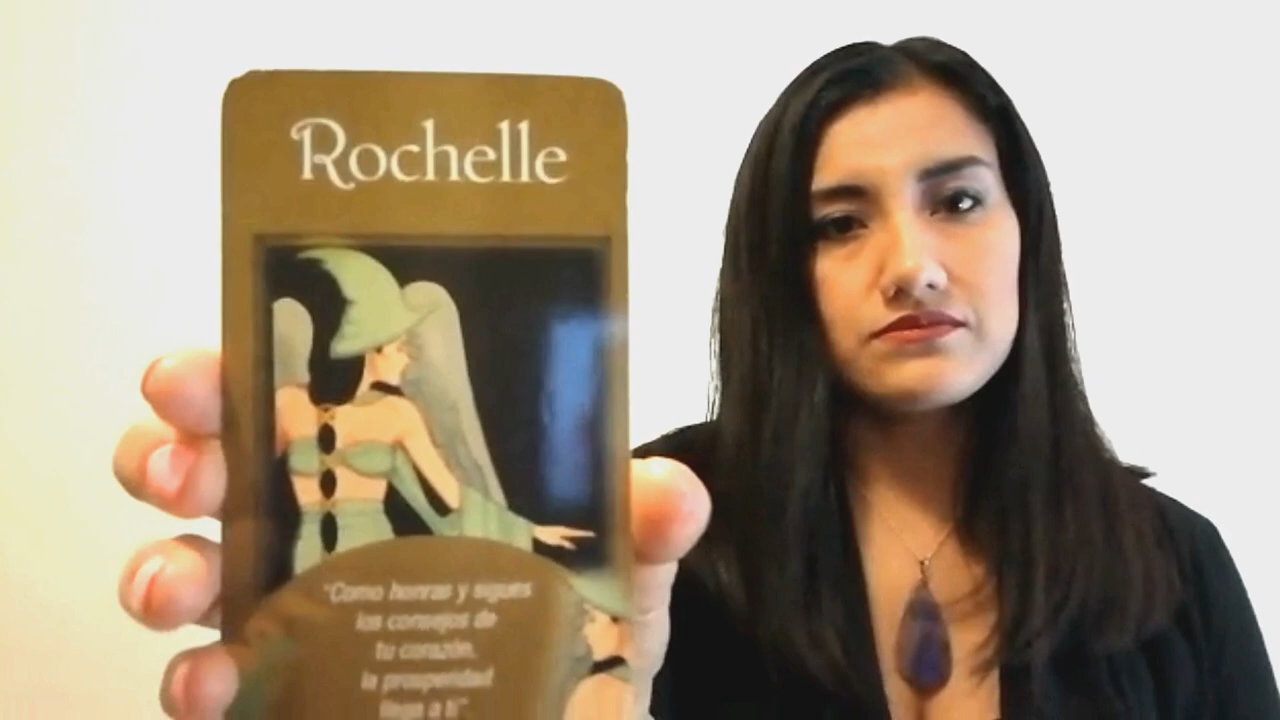 Rochelle
"Como honras y sigues
los consejos de
tu corazón,
la prosperidad
llega a ti"